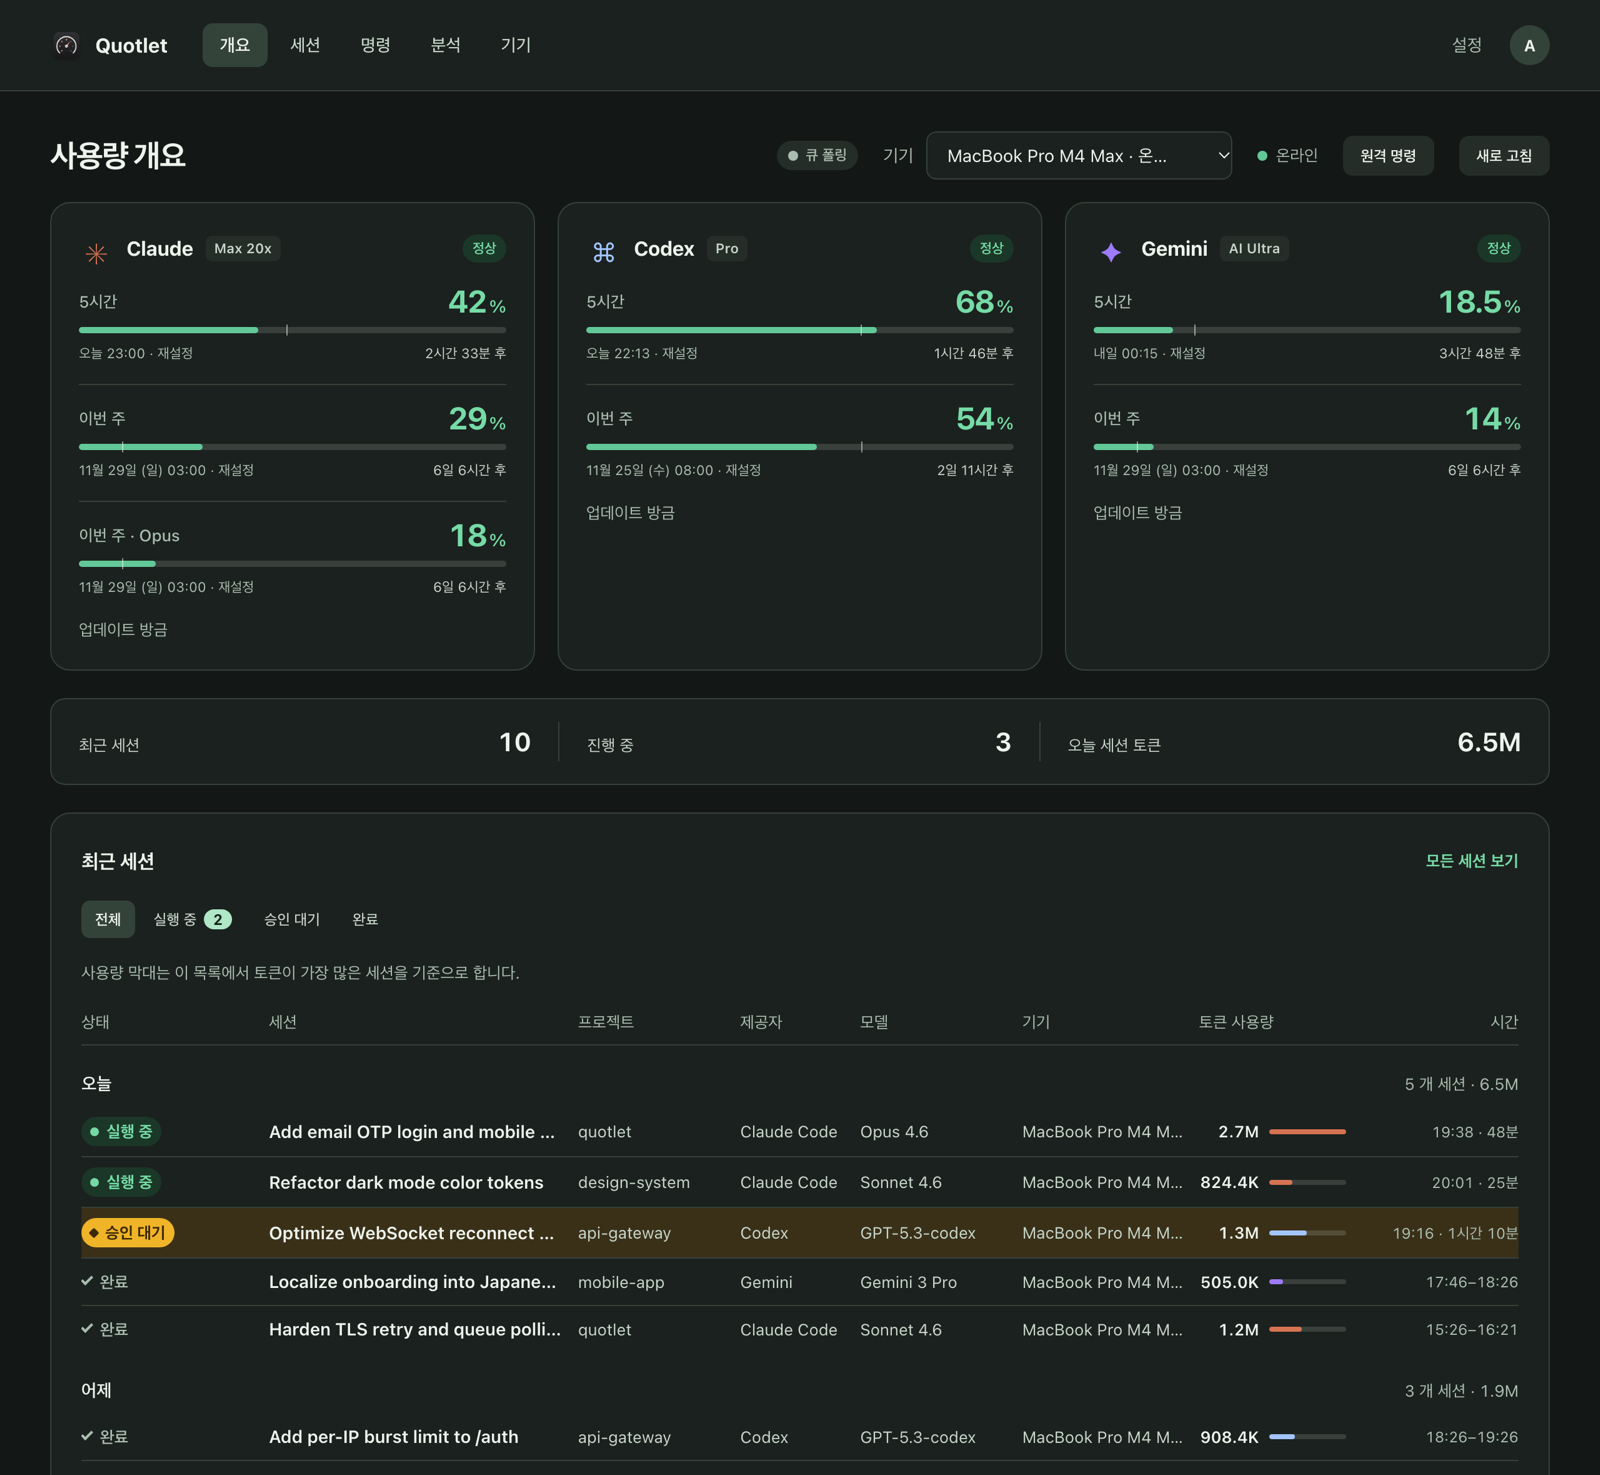 Quotlet 개요 세션 명령 분석 기기 설정 A
사용량 개요 큐 폴링 기기 MacBook Pro M4 Max · 온... 온라인 원격 명령 새로 고침
Claude Max 20x 정상
5시간 42%
오늘 23:00 · 재설정 2시간 33분 후
이번 주 29%
11월 29일 (일) 03:00 · 재설정 6일 6시간 후
이번 주 · Opus 18%
11월 29일 (일) 03:00 · 재설정 6일 6시간 후
업데이트 방금
Codex Pro 정상
5시간 68%
오늘 22:13 · 재설정 1시간 46분 후
이번 주 54%
11월 25일 (수) 08:00 · 재설정 2일 11시간 후
업데이트 방금
Gemini AI Ultra 정상
5시간 18.5%
내일 00:15 · 재설정 3시간 48분 후
이번 주 14%
11월 29일 (일) 03:00 · 재설정 6일 6시간 후
업데이트 방금
최근 세션 10 진행 중 3 오늘 세션 토큰 6.5M
최근 세션 모든 세션 보기
전체 실행 중 2 승인 대기 완료
사용량 막대는 이 목록에서 토큰이 가장 많은 세션을 기준으로 합니다.
상태 세션 프로젝트 제공자 모델 기기 토큰 사용량 시간
오늘 5 개 세션 · 6.5M
실행 중 Add email OTP login and mobile ... quotlet Claude Code Opus 4.6 MacBook Pro M4 M... 2.7M 19:38 · 48분
실행 중 Refactor dark mode color tokens design-system Claude Code Sonnet 4.6 MacBook Pro M4 M... 824.4K 20:01 · 25분
승인 대기 Optimize WebSocket reconnect ... api-gateway Codex GPT-5.3-codex MacBook Pro M4 M... 1.3M 19:16 · 1시간 10분
완료 Localize onboarding into Japane... mobile-app Gemini Gemini 3 Pro MacBook Pro M4 M... 505.0K 17:46–18:26
완료 Harden TLS retry and queue polli... quotlet Claude Code Sonnet 4.6 MacBook Pro M4 M... 1.2M 15:26–16:21
어제 3 개 세션 · 1.9M
완료 Add per-IP burst limit to /auth api-gateway Codex GPT-5.3-codex MacBook Pro M4 M... 908.4K 18:26–19:26